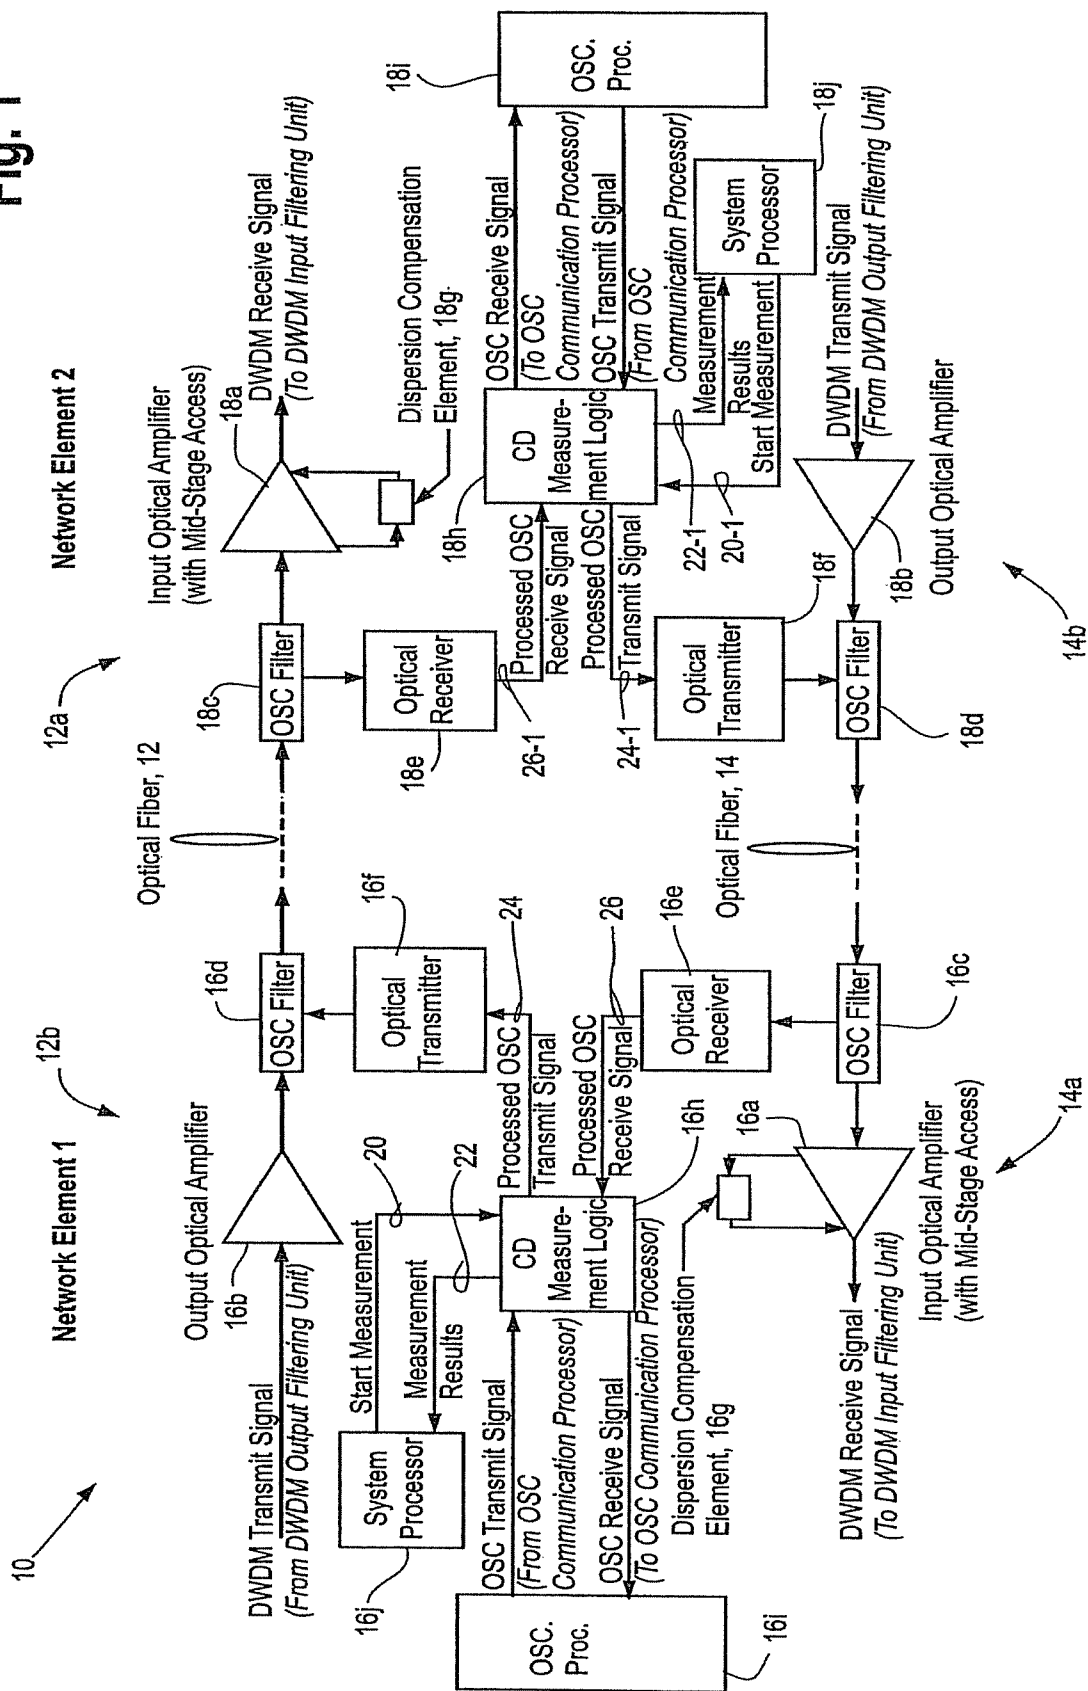 Fig. 1
10
Network Element 1
12b
12a
Network Element 2
DWDM Transmit Signal
(From DWDM Output Filtering Unit)
Output Optical Amplifier
16b
16d
OSC Filter
Optical Fiber, 12
18c
OSC Filter
Input Optical Amplifier
(with Mid-Stage Access)
18a
DWDM Receive Signal
(To DWDM Input Filtering Unit)
Dispersion Compensation
Element, 18g.
16j
System
Processor
Start Measurement
20
Measurement
Results
22
Optical
Transmitter
16f
Processed OSC
Transmit Signal
24
Optical
Receiver
18e
26-1
Processed OSC
Receive Signal
18h
CD
Measure-
ment Logic
OSC Receive Signal
(To OSC
Communication Processor)
OSC Transmit Signal
(From OSC
Communication Processor)
18i
OSC.
Proc.
OSC.
Proc.
16i
OSC Transmit Signal
(From OSC
Communication Processor)
OSC Receive Signal
(To OSC Communication Processor)
CD
Measure-
ment Logic
16h
Processed OSC
Receive Signal
26
Optical
Receiver
16e
Processed OSC
Transmit Signal
24-1
Optical
Transmitter
18f
22-1
20-1
Measurement
Results
Start Measurement
System
Processor
18j
Dispersion Compensation
Element, 16g
16a
DWDM Receive Signal
(To DWDM Input Filtering Unit)
Input Optical Amplifier
(with Mid-Stage Access)
14a
OSC Filter
16c
Optical Fiber, 14
OSC Filter
18d
18b
Output Optical Amplifier
14b
DWDM Transmit Signal
(From DWDM Output Filtering Unit)